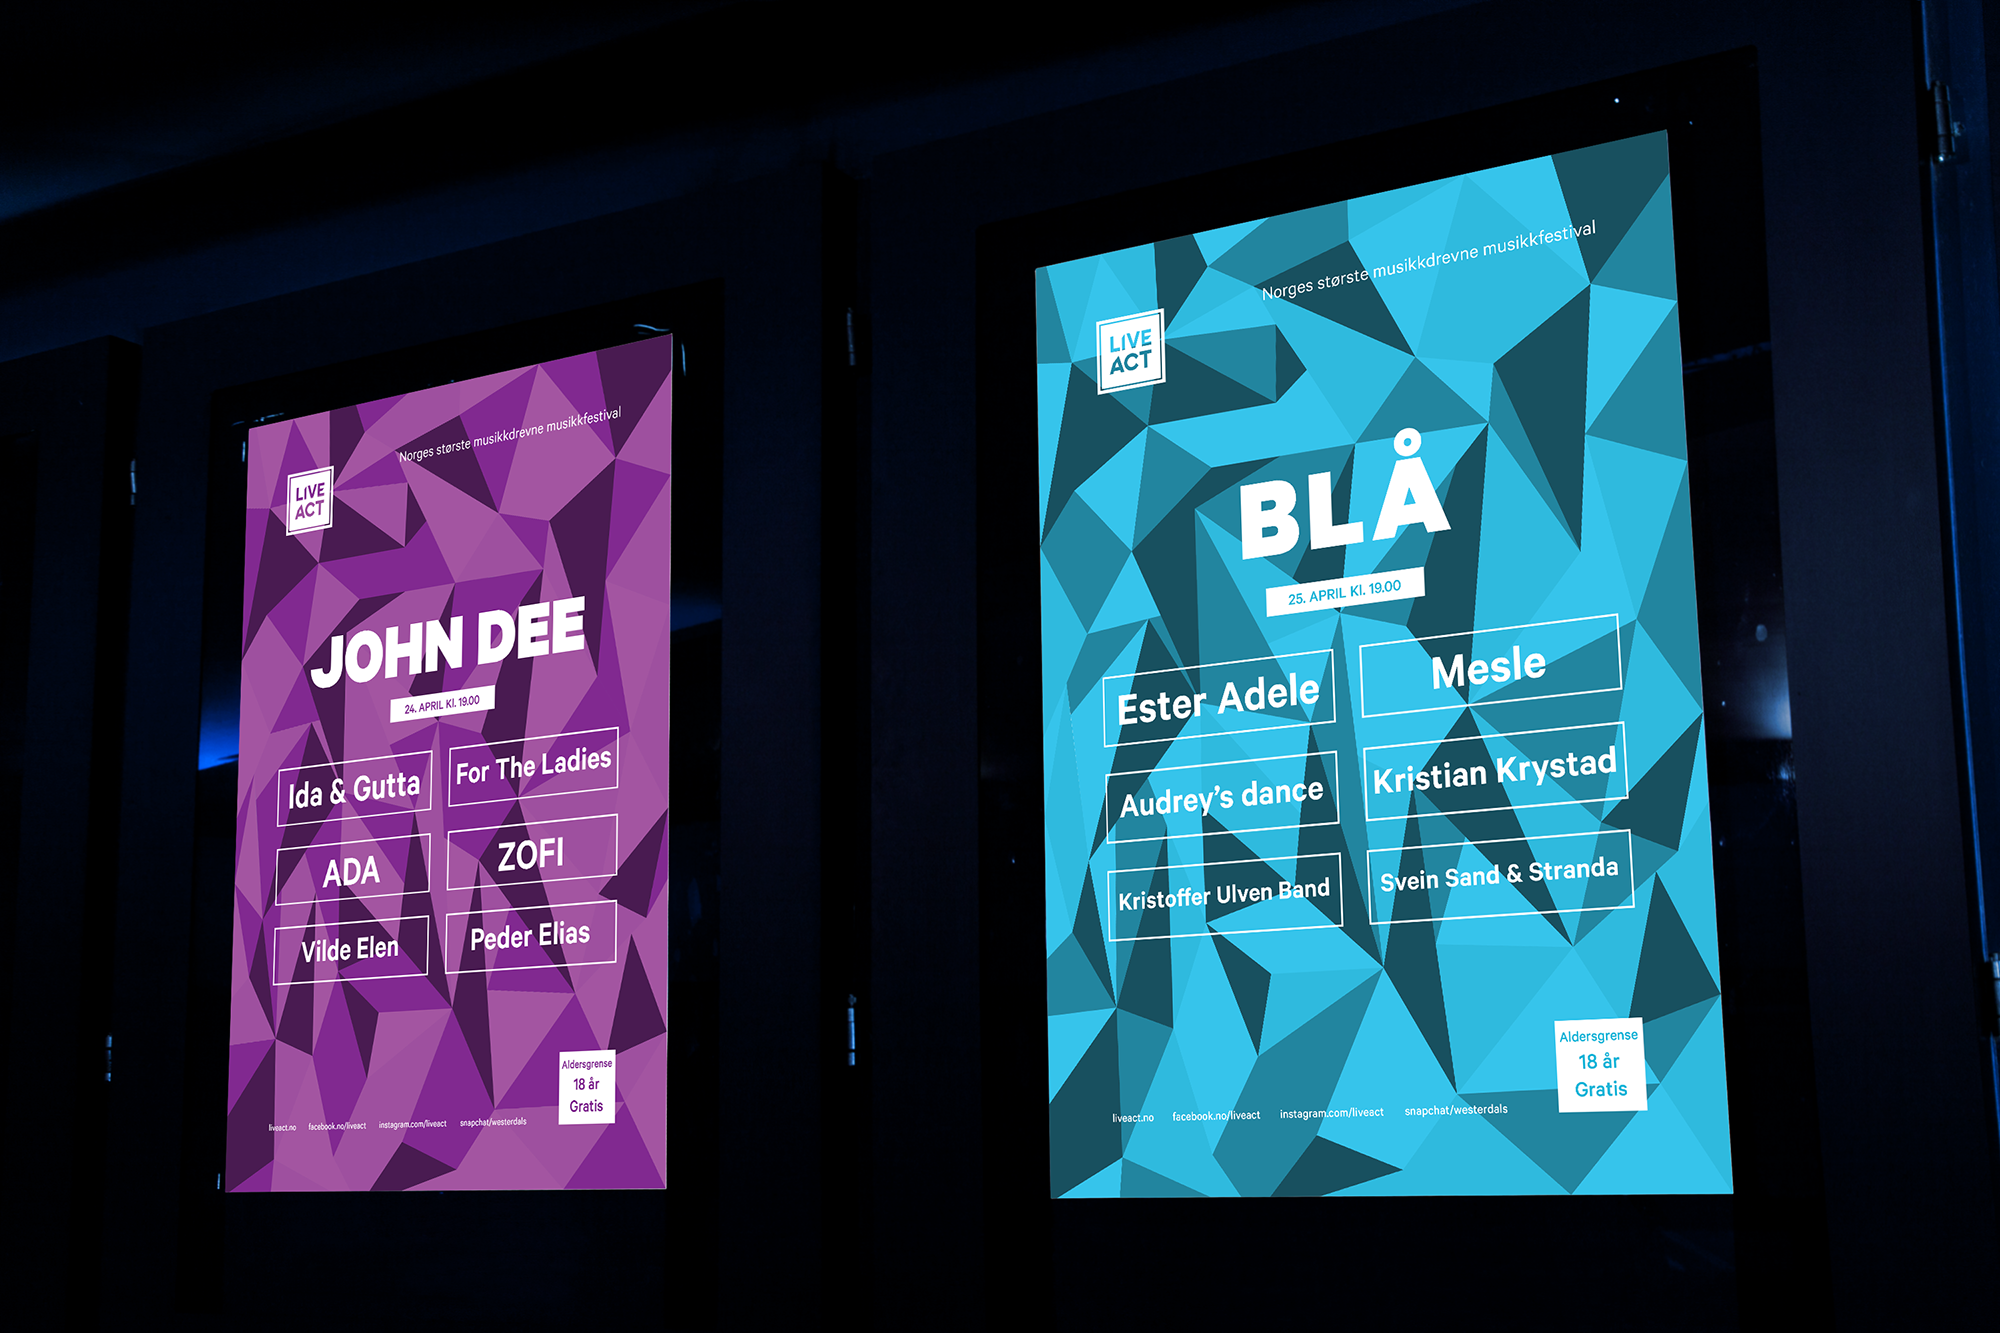 Norges største musikkdrevne musikkfestival
LIVE
ACT
JOHN DEE
24. APRIL Kl. 19.00
Ida & Gutta
For The Ladies
ADA
ZOFI
Vilde Elen
Peder Elias
Aldersgrense
18 år
Gratis
liveact.no facebook.no/liveact instagram.com/liveact snapchat/westerdals
Norges største musikkdrevne musikkfestival
LIVE
ACT
BLÅ
25. APRIL Kl. 19.00
Ester Adele
Mesle
Audrey’s dance
Kristian Krystad
Kristoffer Ulven Band
Svein Sand & Stranda
Aldersgrense
18 år
Gratis
liveact.no facebook.no/liveact instagram.com/liveact snapchat/westerdals